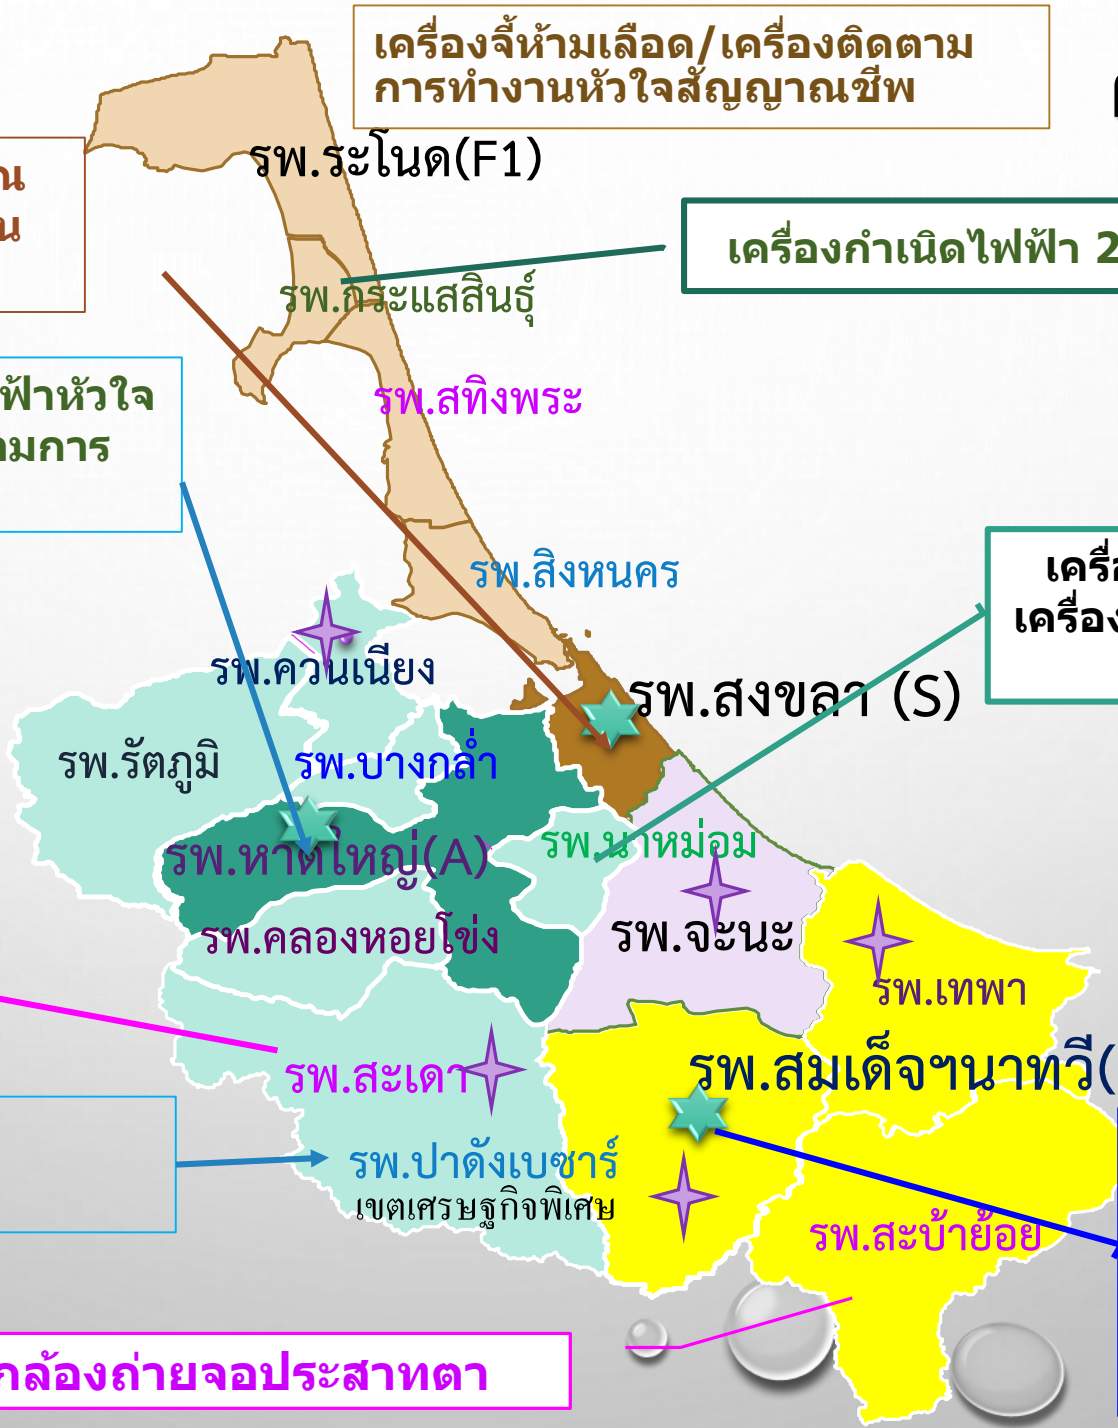 เครื่องจี้ห้ามเลือด/เครื่องติดตาม
การทำงานหัวใจสัญญาณชีพ
รพ.ระโนด(F1)
ณ
น
เครื่องกำเนิดไฟฟ้า 2
รพ.กระแสสินธุ์
ฟ้าหัวใจ
ามการ
รพ.สทิงพระ
รพ.สิงหนคร
เครื่อ
เครื่อง
รพ.ควนเนียง
รพ.สงขลา (S)
รพ.รัตภูมิ
รพ.บางกล่ำ
รพ.นาหม่อม
รพ.หาดใหญ่(A)
รพ.คลองหอยโข่ง
รพ.จะนะ
รพ.เทพา
รพ.สมเด็จฯนาทวี(
รพ.สะเดา
รพ.ปาดังเบซาร์
เขตเศรษฐกิจพิเศษ
รพ.สะบ้าย้อย
กล้องถ่ายจอประสาทตา